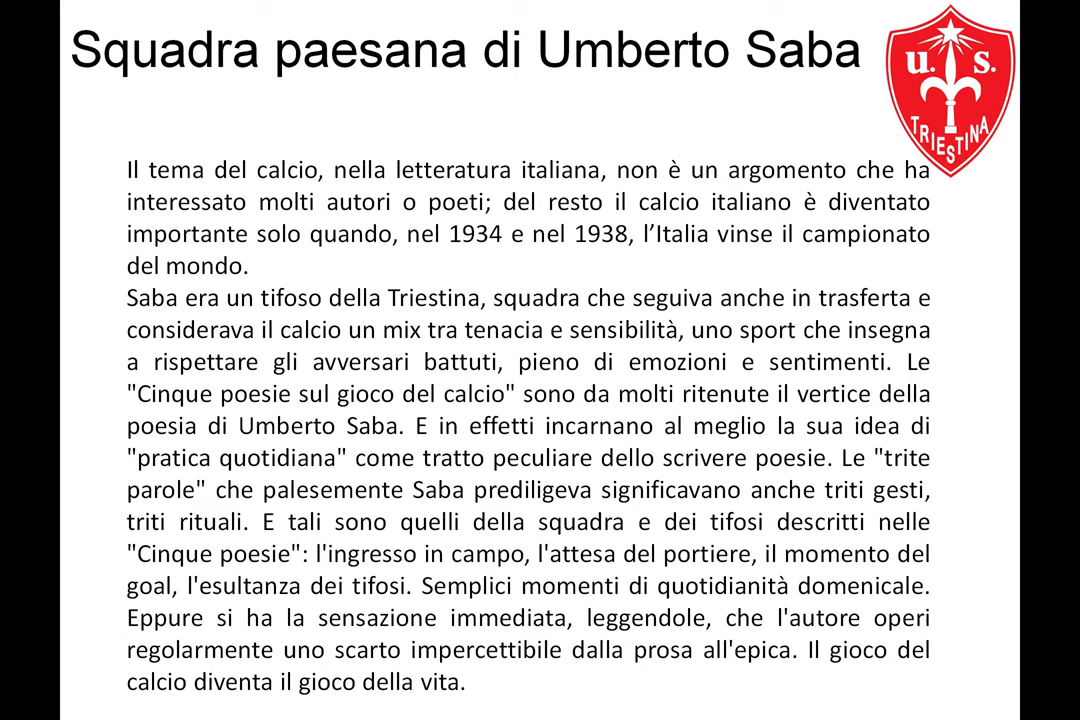 Squadra paesana di Umberto Saba
u. s.
TRIESTINA
Il tema del calcio, nella letteratura italiana, non è un argomento che ha
interessato molti autori o poeti; del resto il calcio italiano è diventato
importante solo quando, nel 1934 e nel 1938, l’Italia vinse il campionato
del mondo.
Saba era un tifoso della Triestina, squadra che seguiva anche in trasferta e
considerava il calcio un mix tra tenacia e sensibilità, uno sport che insegna
a rispettare gli avversari battuti, pieno di emozioni e sentimenti. Le
"Cinque poesie sul gioco del calcio" sono da molti ritenute il vertice della
poesia di Umberto Saba. E in effetti incarnano al meglio la sua idea di
"pratica quotidiana" come tratto peculiare dello scrivere poesie. Le "trite
parole" che palesemente Saba prediligeva significavano anche triti gesti,
triti rituali. E tali sono quelli della squadra e dei tifosi descritti nelle
"Cinque poesie": l'ingresso in campo, l'attesa del portiere, il momento del
goal, l'esultanza dei tifosi. Semplici momenti di quotidianità domenicale.
Eppure si ha la sensazione immediata, leggendole, che l'autore operi
regolarmente uno scarto impercettibile dalla prosa all'epica. Il gioco del
calcio diventa il gioco della vita.